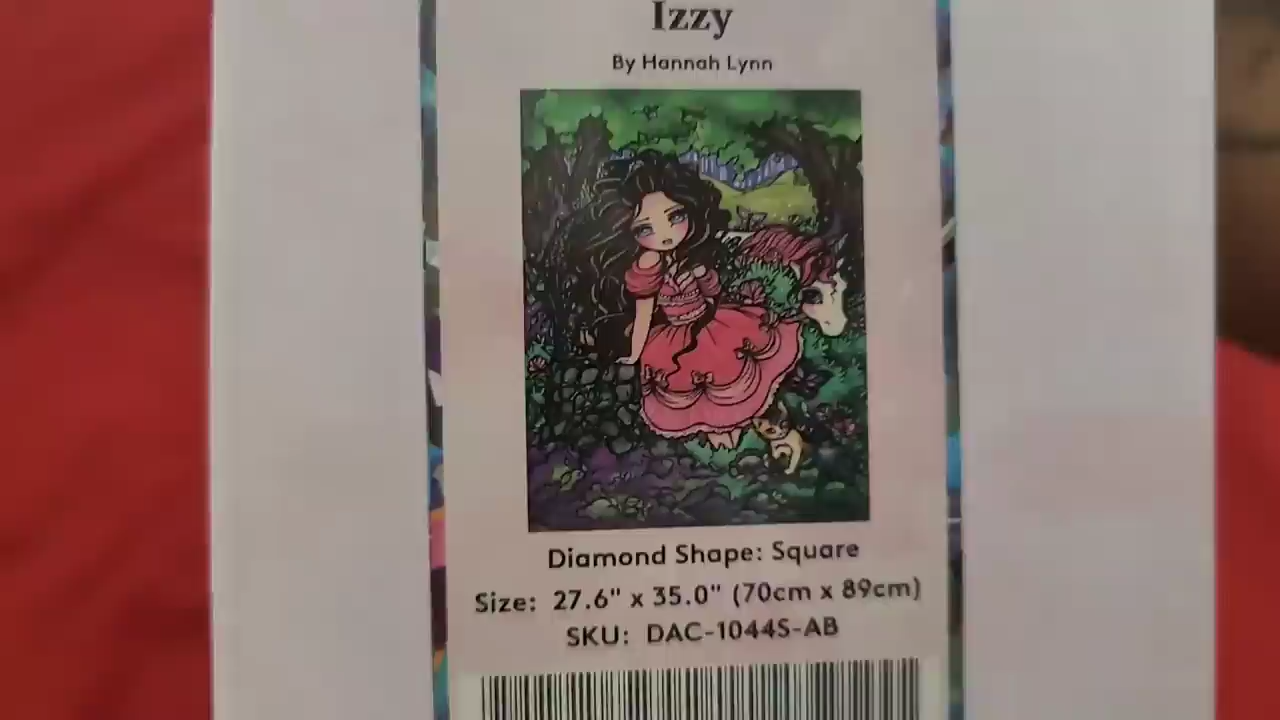 Izzy
By Hannah Lynn
Diamond Shape: Square
Size: 27.6" x 35.0" (70cm x 89cm)
SKU: DAC-1044S-AB